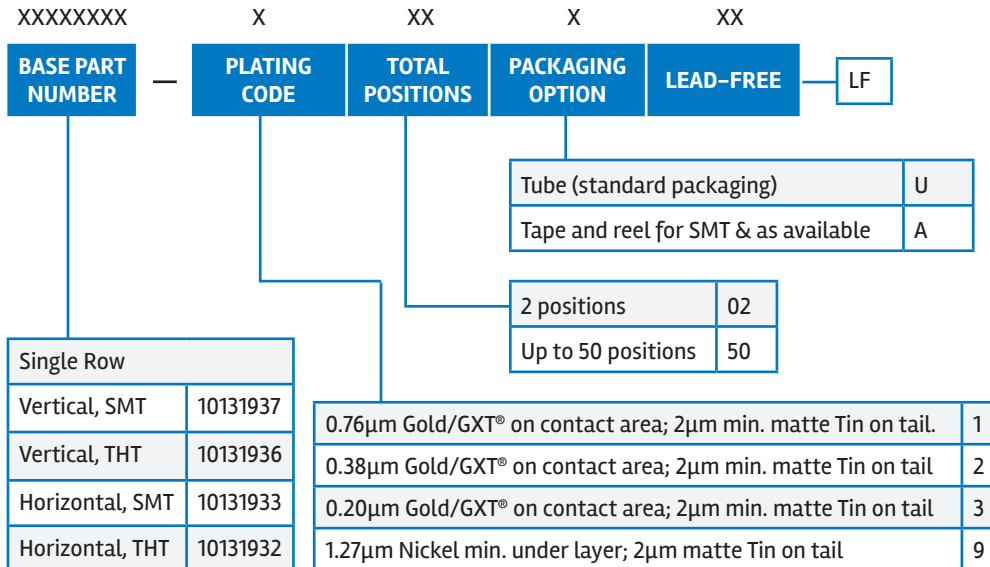 XXXXXXXX X XX X XX
BASE PART NUMBER — PLATING CODE TOTAL POSITIONS PACKAGING OPTION LEAD-FREE LF
Tube (standard packaging) U
Tape and reel for SMT & as available A
2 positions 02
Up to 50 positions 50
Single Row
Vertical, SMT 10131937
Vertical, THT 10131936
Horizontal, SMT 10131933
Horizontal, THT 10131932
0.76µm Gold/GXT® on contact area; 2µm min. matte Tin on tail. 1
0.38µm Gold/GXT® on contact area; 2µm min. matte Tin on tail 2
0.20µm Gold/GXT® on contact area; 2µm min. matte Tin on tail 3
1.27µm Nickel min. under layer; 2µm matte Tin on tail 9